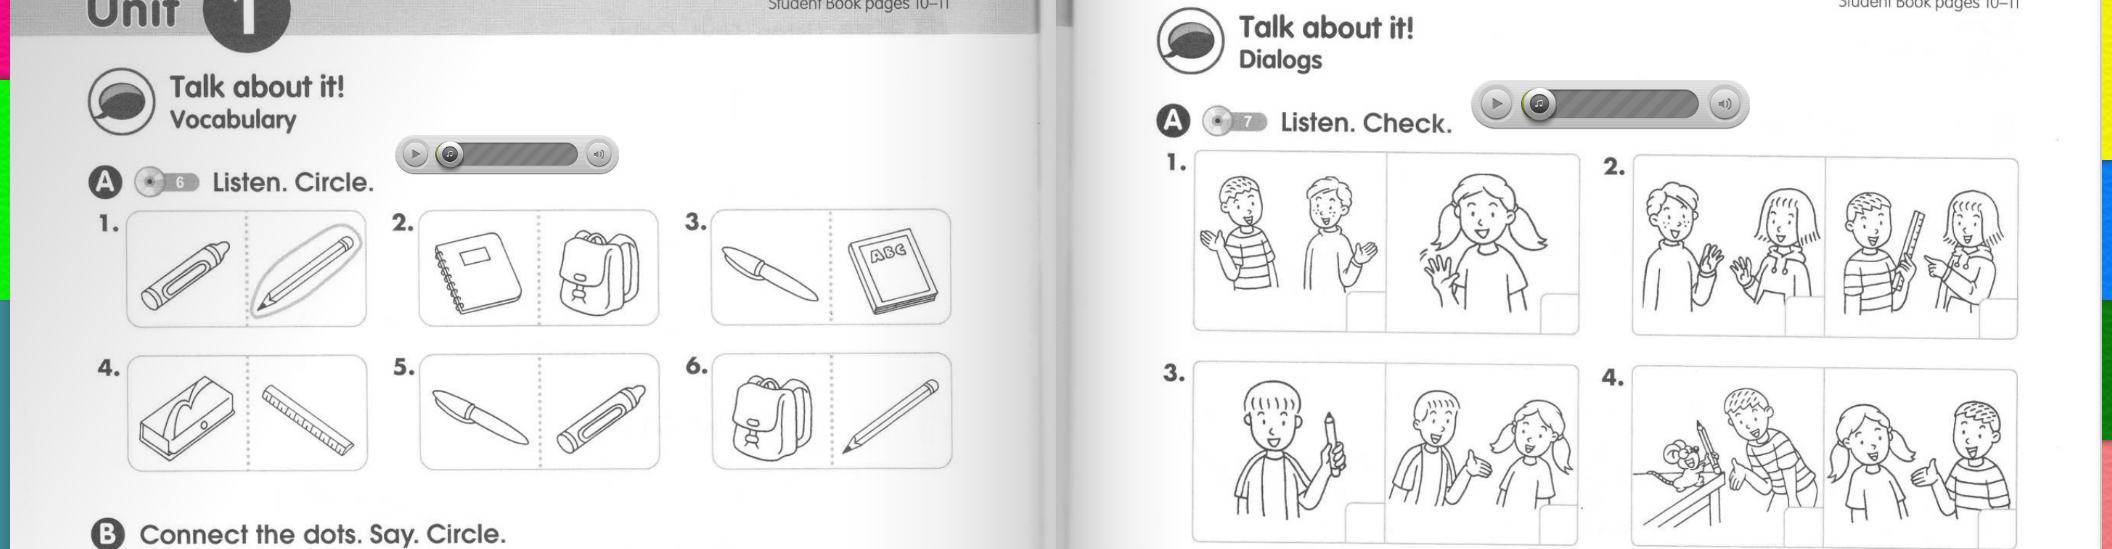 Unit 1
Student Book pages 10–11
Talk about it!
Vocabulary
A 6 Listen. Circle.
1.
2.
3.
ABC
4.
5.
6.
B Connect the dots. Say. Circle.
Student Book pages 10–11
Talk about it!
Dialogs
A 7 Listen. Check.
1.
2.
3.
4.